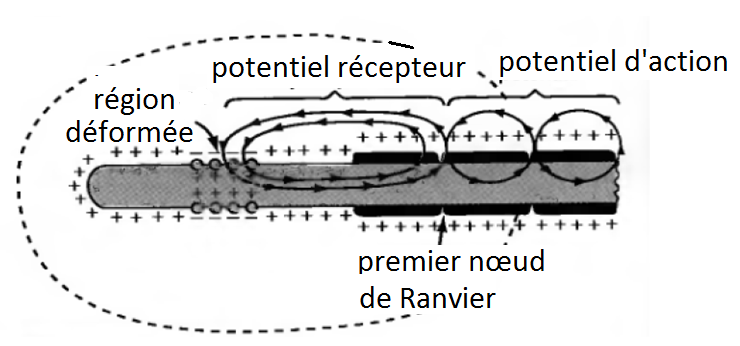 potentiel récepteur
potentiel d'action
région
déformée
premier nœud
de Ranvier